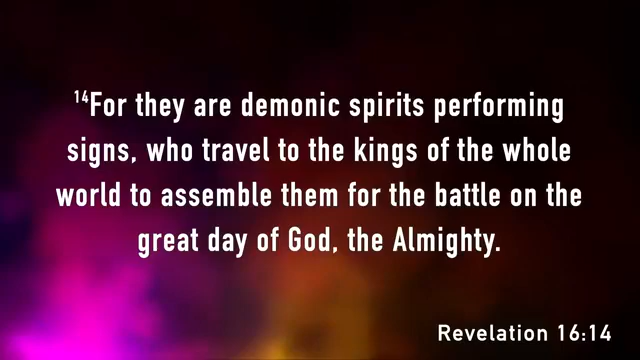 ¹⁴For they are demonic spirits performing
signs, who travel to the kings of the whole
world to assemble them for the battle on the
great day of God, the Almighty.
Revelation 16:14